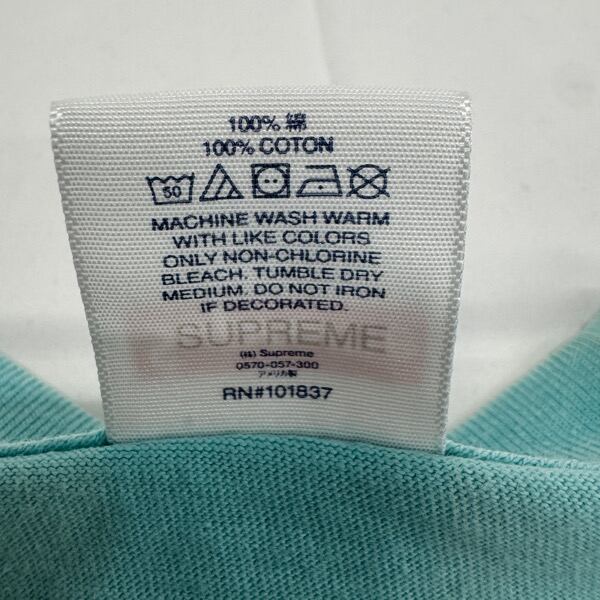 100% 綿
100% COTON
50
MACHINE WASH WARM
WITH LIKE COLORS
ONLY NON-CHLORINE
BLEACH. TUMBLE DRY
MEDIUM. DO NOT IRON
IF DECORATED.
SUPREME
(株) Supreme
0570-057-300
アメリカ製
RN#101837